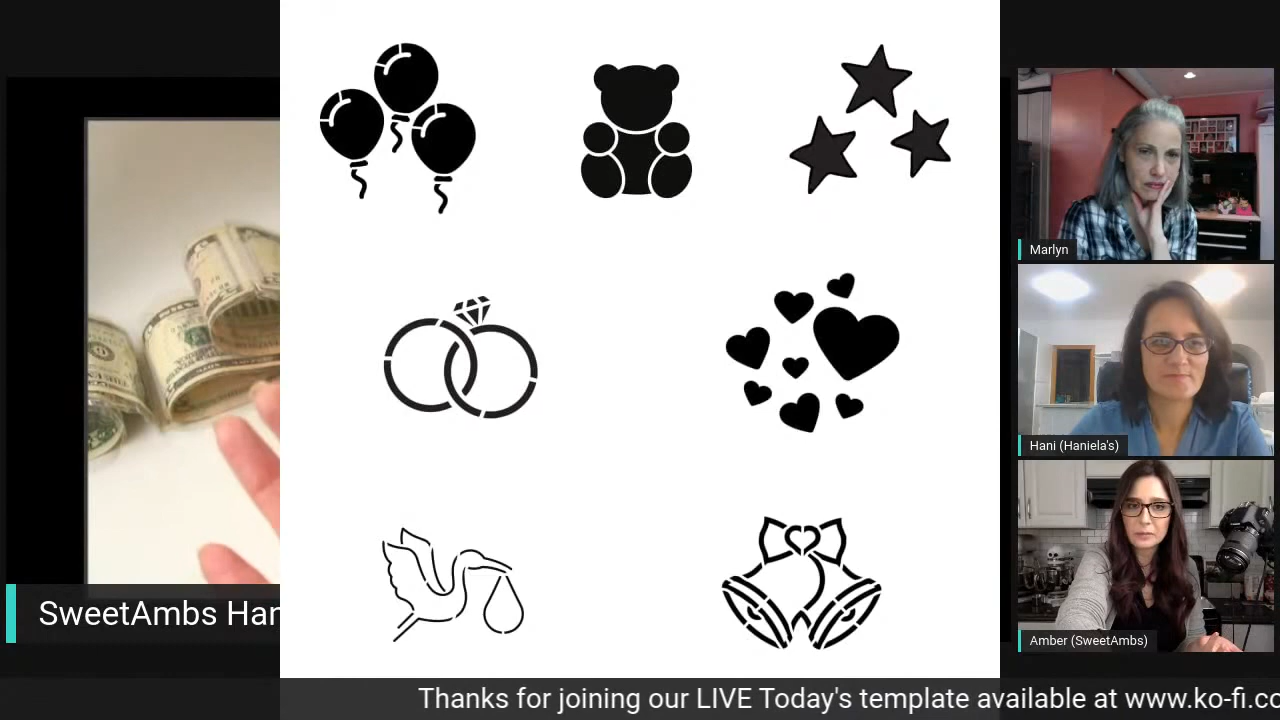 Marlyn
Hani (Haniela's)
SweetAmbs Har
Amber (SweetAmbs)
Thanks for joining our LIVE Today's template available at www.ko-fi.co